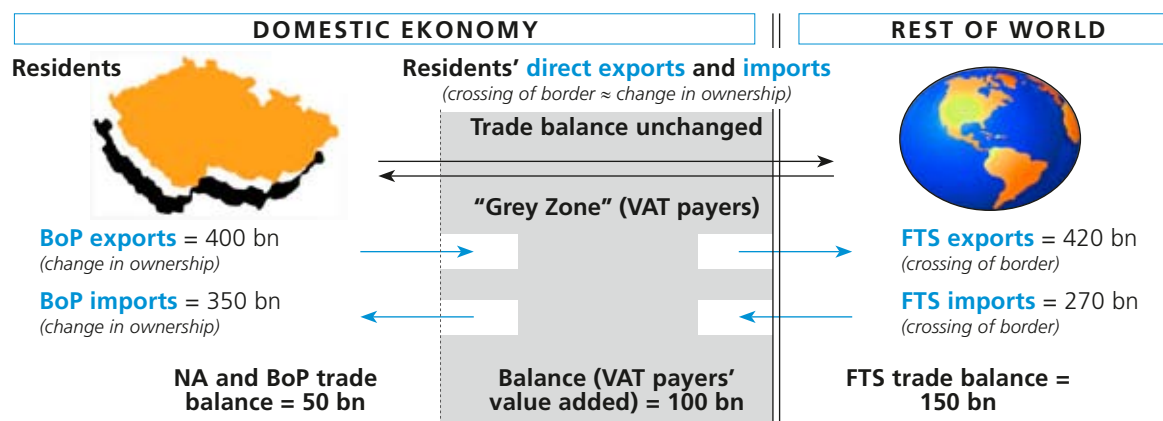 DOMESTIC EKONOMY
REST OF WORLD
Residents
Residents’ direct exports and imports
(crossing of border ≈ change in ownership)
Trade balance unchanged
“Grey Zone” (VAT payers)
BoP exports = 400 bn
(change in ownership)
FTS exports = 420 bn
(crossing of border)
BoP imports = 350 bn
(change in ownership)
FTS imports = 270 bn
(crossing of border)
NA and BoP trade
balance = 50 bn
Balance (VAT payers’
value added) = 100 bn
FTS trade balance =
150 bn